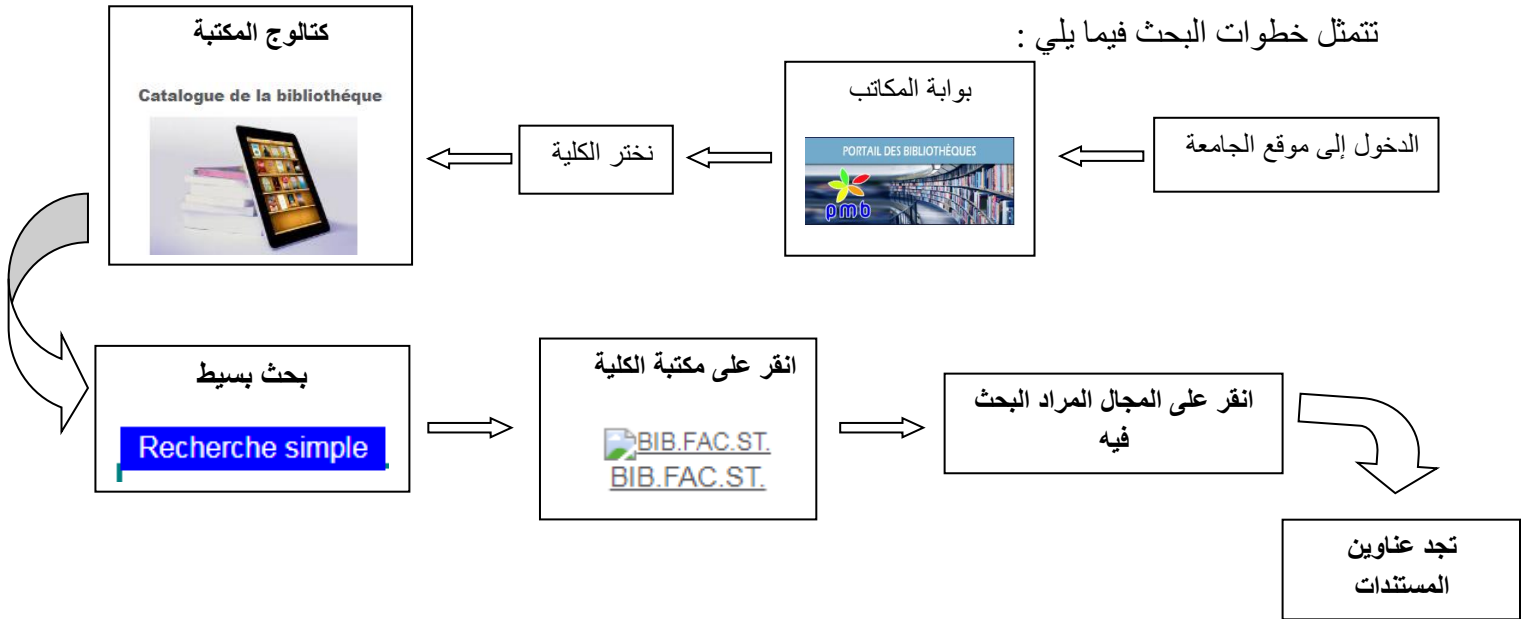 تتمثل خطوات البحث فيما يلي :
الدخول إلى موقع الجامعة
بوابة المكاتب
PORTAIL DES BIBLIOTHÈQUES
pmb
نختر الكلية
كتالوج المكتبة
Catalogue de la bibliothéque
بحث بسيط
Recherche simple
انقر على مكتبة الكلية
BIB.FAC.ST.
BIB.FAC.ST.
انقر على المجال المراد البحث
فيه
تجد عناوين
المستندات